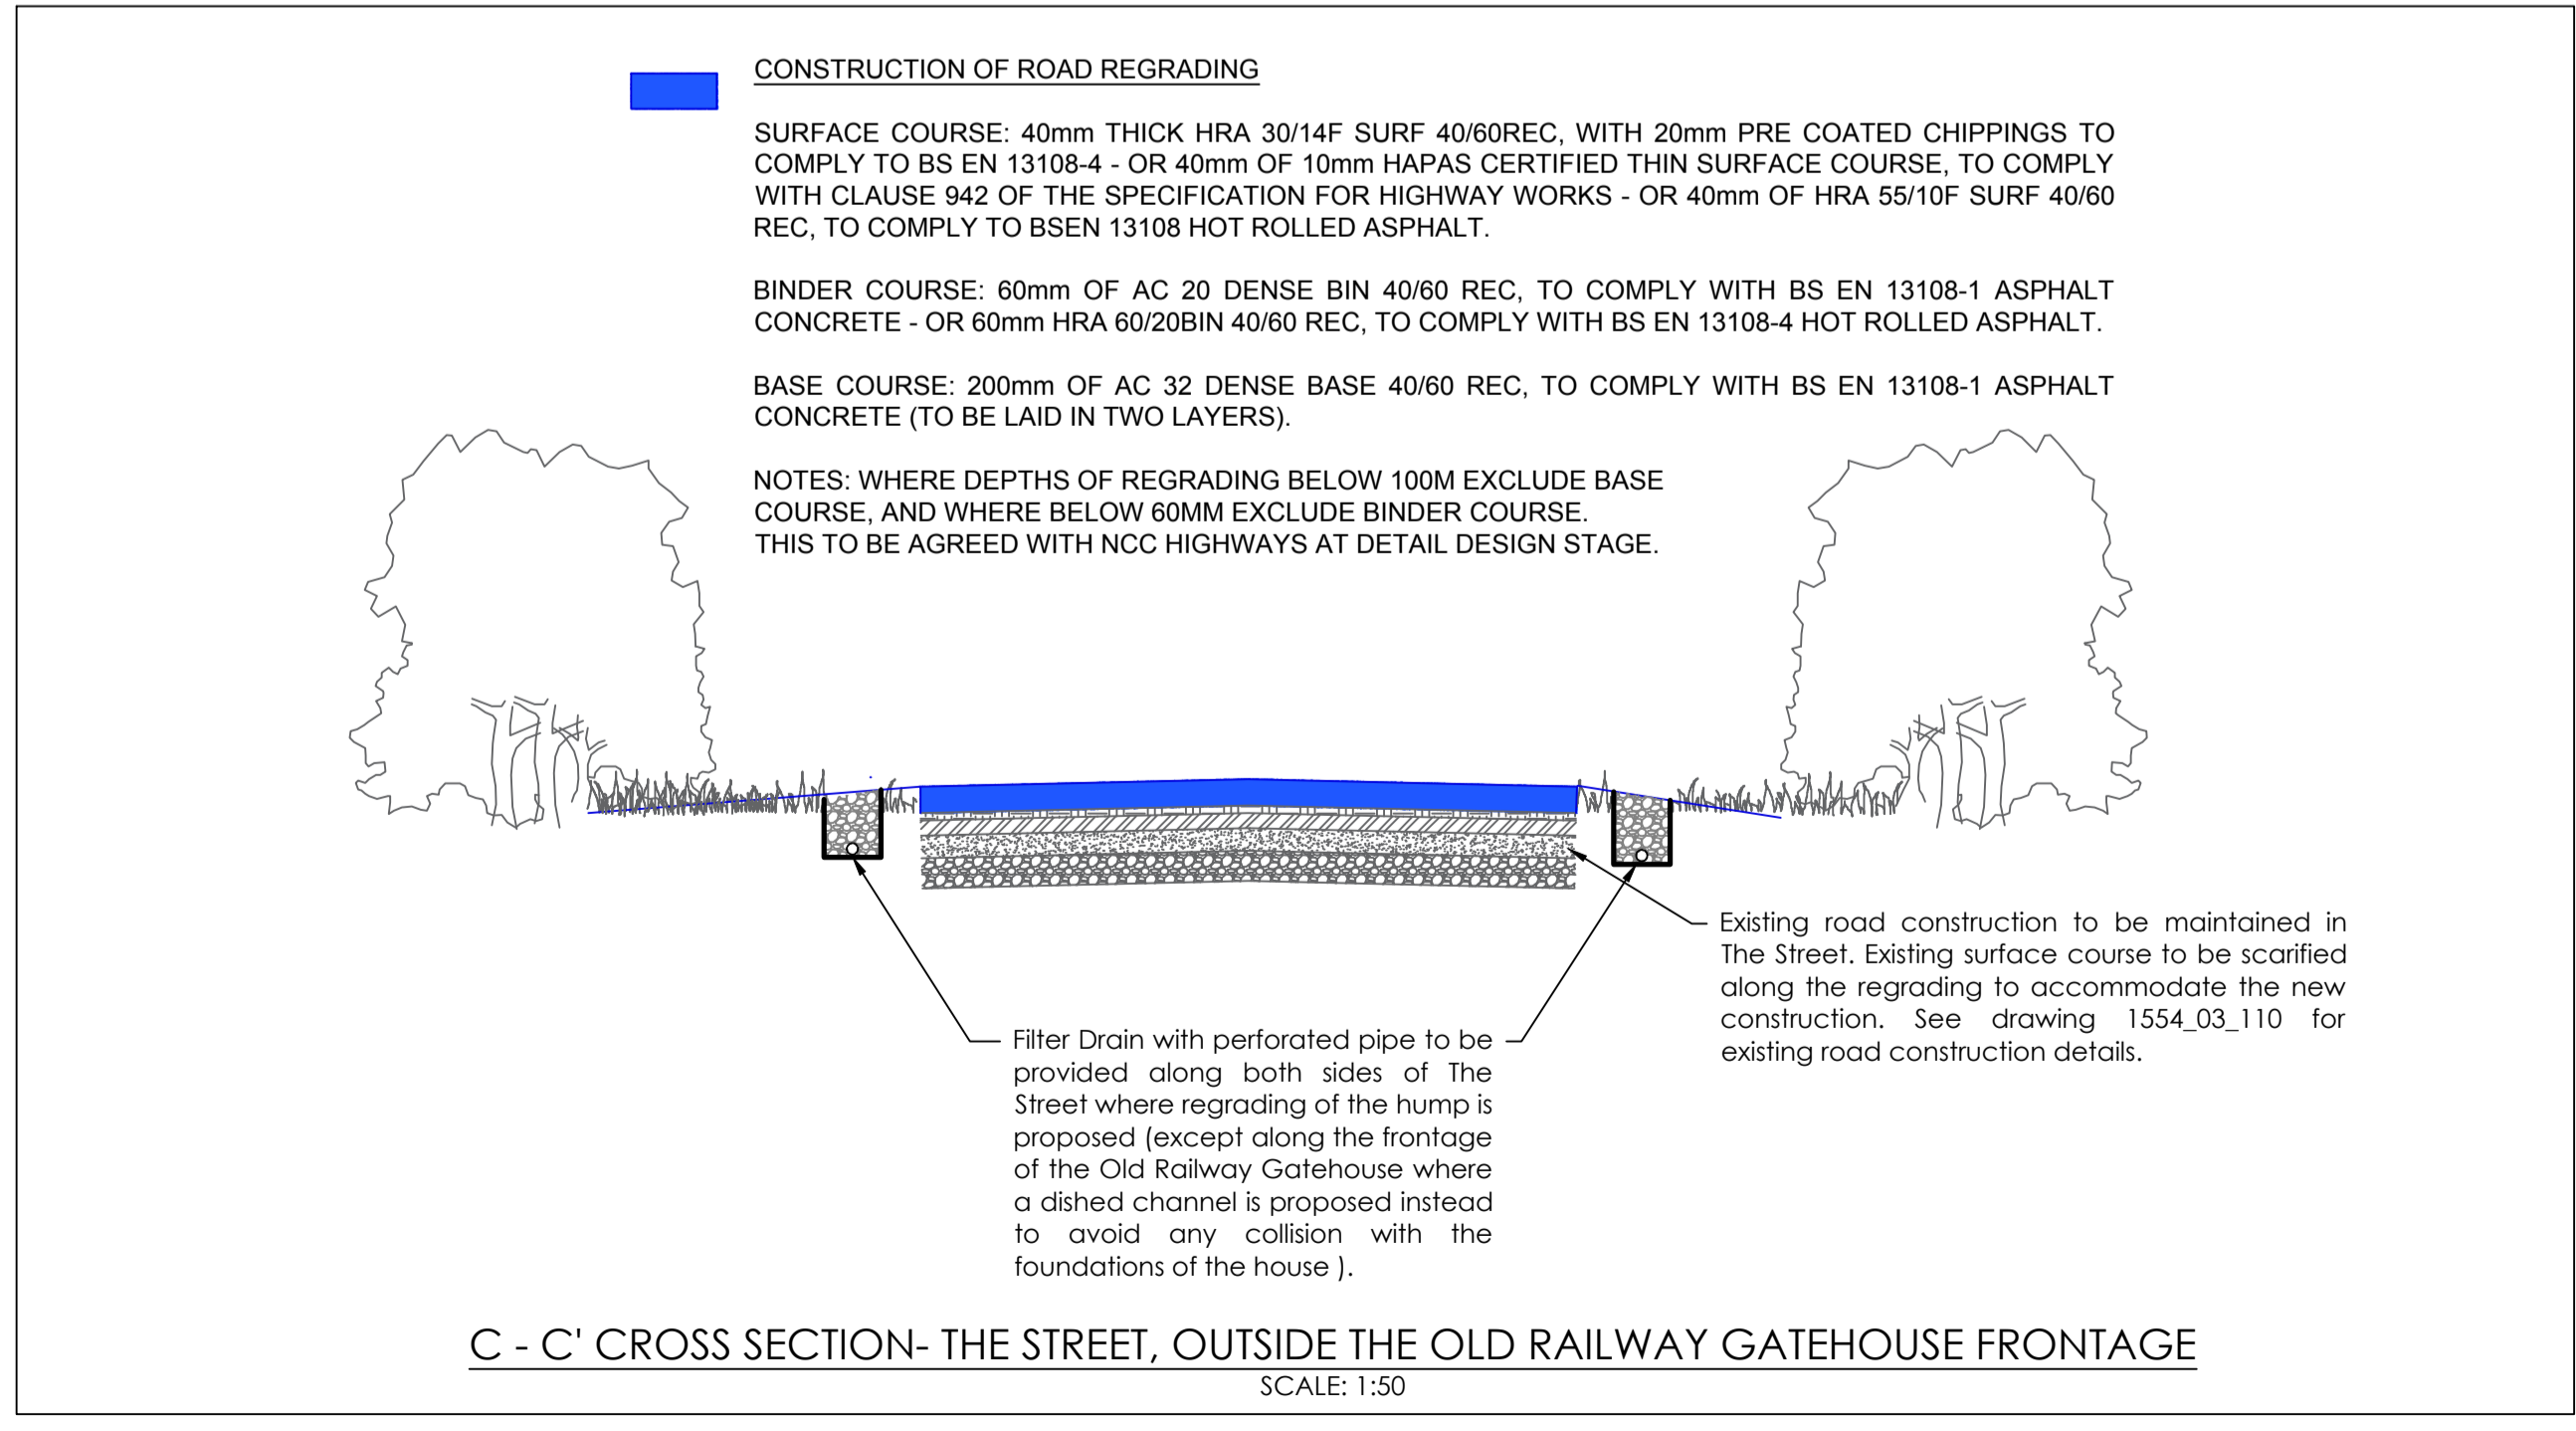 CONSTRUCTION OF ROAD REGRADING
SURFACE COURSE: 40mm THICK HRA 30/14F SURF 40/60REC, WITH 20mm PRE COATED CHIPPINGS TO
COMPLY TO BS EN 13108-4 - OR 40mm OF 10mm HAPAS CERTIFIED THIN SURFACE COURSE, TO COMPLY
WITH CLAUSE 942 OF THE SPECIFICATION FOR HIGHWAY WORKS - OR 40mm OF HRA 55/10F SURF 40/60
REC, TO COMPLY TO BSEN 13108 HOT ROLLED ASPHALT.
BINDER COURSE: 60mm OF AC 20 DENSE BIN 40/60 REC, TO COMPLY WITH BS EN 13108-1 ASPHALT
CONCRETE - OR 60mm HRA 60/20BIN 40/60 REC, TO COMPLY WITH BS EN 13108-4 HOT ROLLED ASPHALT.
BASE COURSE: 200mm OF AC 32 DENSE BASE 40/60 REC, TO COMPLY WITH BS EN 13108-1 ASPHALT
CONCRETE (TO BE LAID IN TWO LAYERS).
NOTES: WHERE DEPTHS OF REGRADING BELOW 100M EXCLUDE BASE
COURSE, AND WHERE BELOW 60MM EXCLUDE BINDER COURSE.
THIS TO BE AGREED WITH NCC HIGHWAYS AT DETAIL DESIGN STAGE.
Existing road construction to be maintained in
The Street. Existing surface course to be scarified
along the regrading to accommodate the new
construction. See drawing 1554_03_110 for
existing road construction details.
Filter Drain with perforated pipe to be
provided along both sides of The
Street where regrading of the hump is
proposed (except along the frontage
of the Old Railway Gatehouse where
a dished channel is proposed instead
to avoid any collision with the
foundations of the house ).
C - C' CROSS SECTION- THE STREET, OUTSIDE THE OLD RAILWAY GATEHOUSE FRONTAGE
SCALE: 1:50